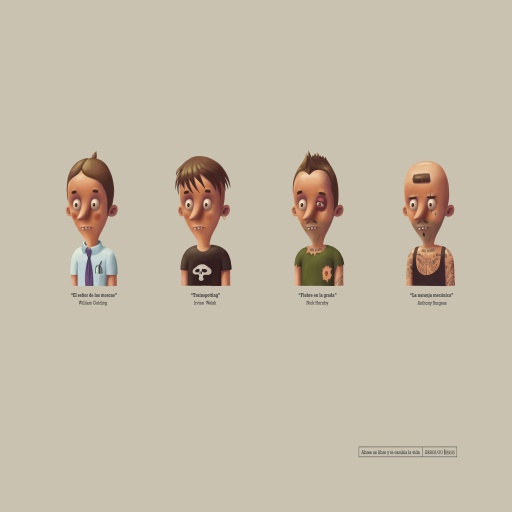 "El señor de las moscas"
William Golding
"Trainspotting"
Irvine Welsh
"Fiebre en la grada"
Nick Hornby
"La naranja mecánica"
Anthony Burgess
Abres un libro y te cambia la vida.